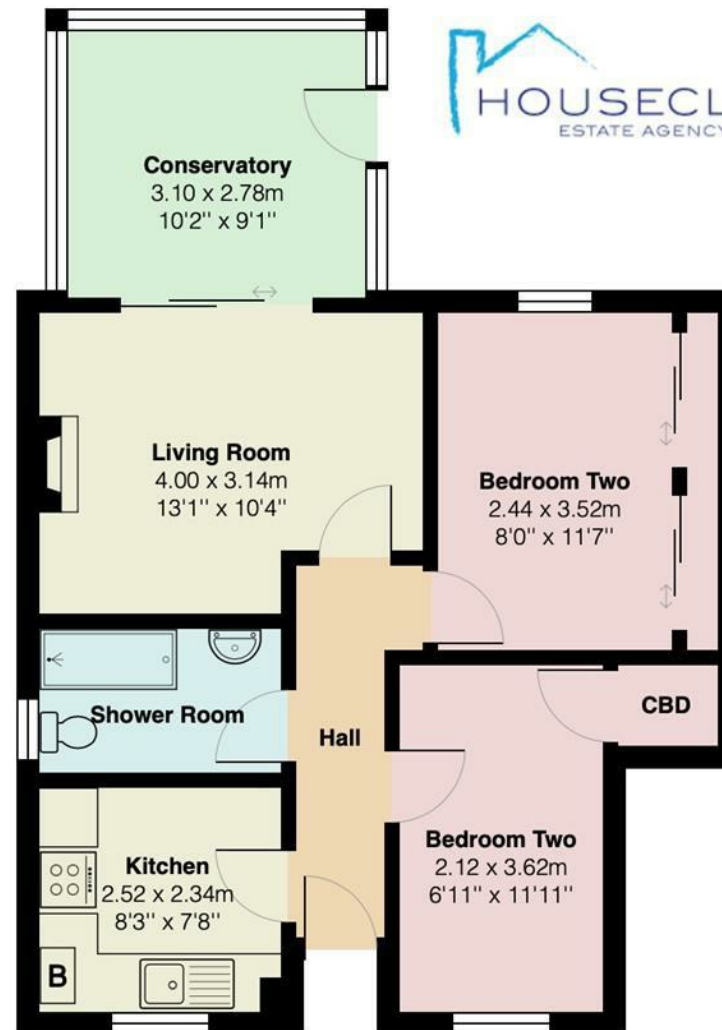 HOUSECL
ESTATE AGENCY
Conservatory
3.10 x 2.78m
10'2'' x 9'1''
Living Room
4.00 x 3.14m
13'1'' x 10'4''
Bedroom Two
2.44 x 3.52m
8'0'' x 11'7''
Shower Room
Hall
CBD
Kitchen
2.52 x 2.34m
8'3'' x 7'8''
Bedroom Two
2.12 x 3.62m
6'11'' x 11'11''
B